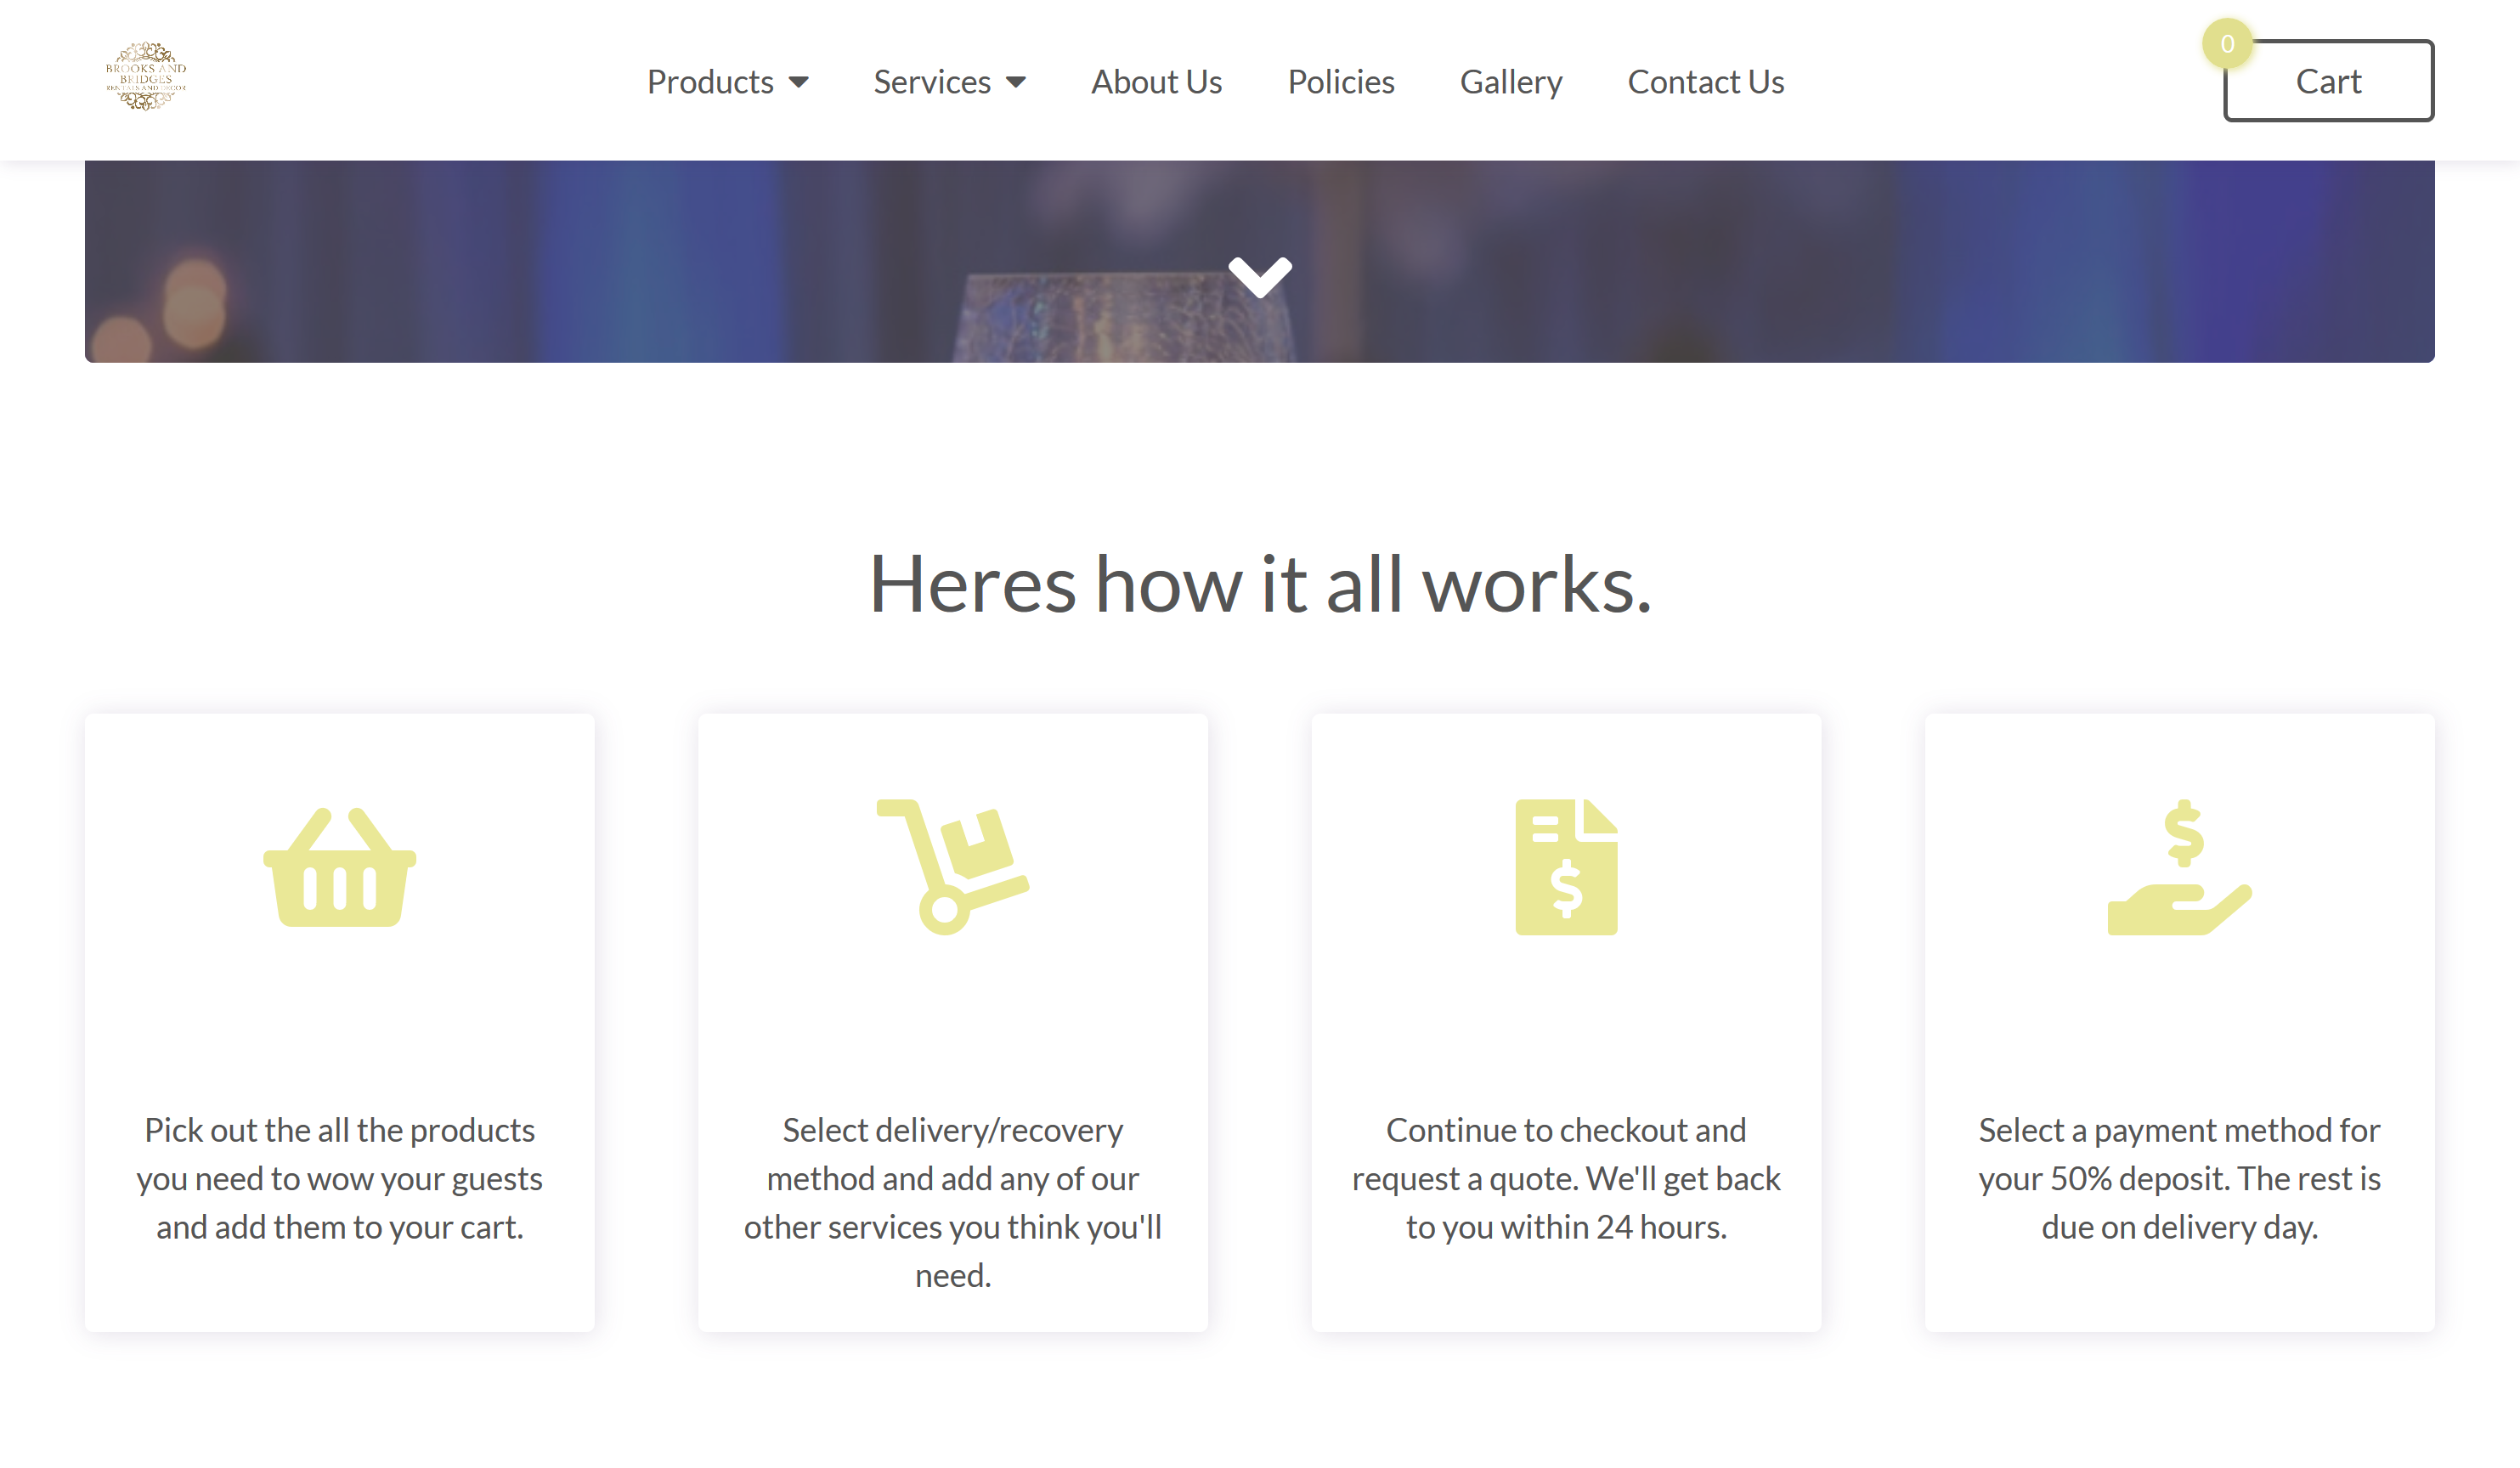 BROOKS AND
BRIDGES
RENTALS AND DECOR
Products
Services
About Us
Policies
Gallery
Contact Us
0
Cart
Heres how it all works.
Pick out the all the products
you need to wow your guests
and add them to your cart.
Select delivery/recovery
method and add any of our
other services you think you'll
need.
Continue to checkout and
request a quote. We'll get back
to you within 24 hours.
Select a payment method for
your 50% deposit. The rest is
due on delivery day.